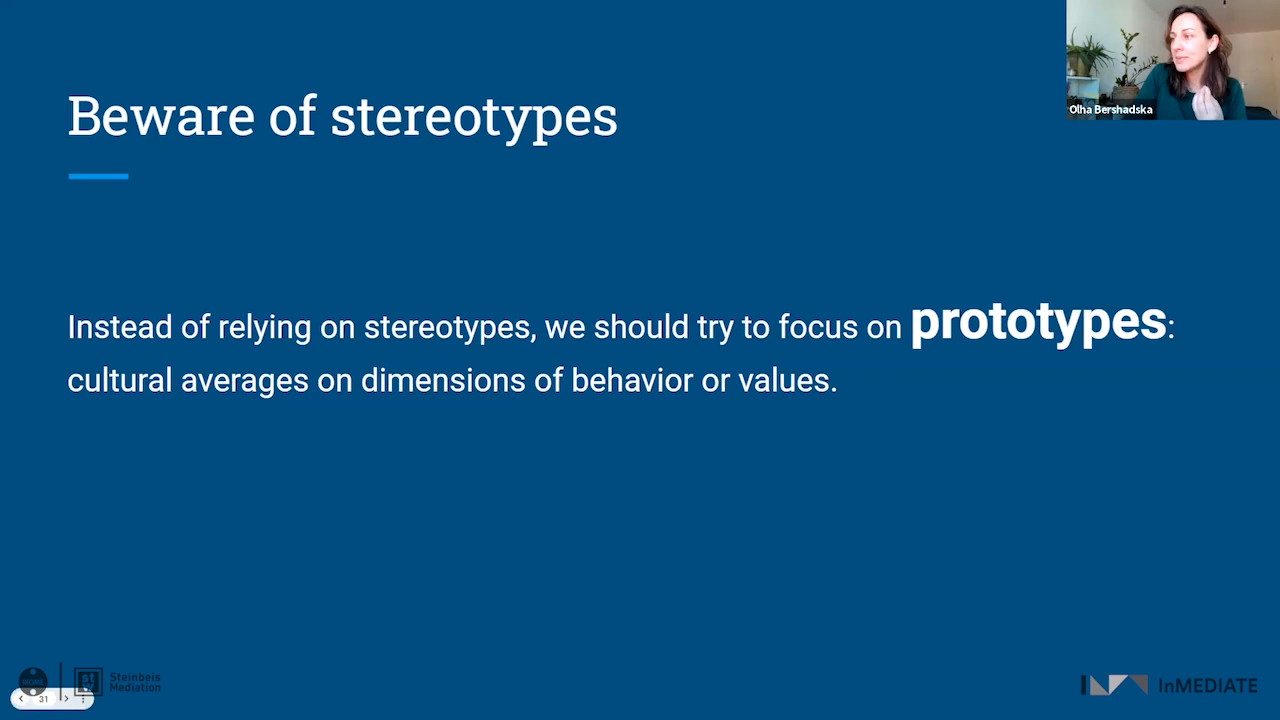 Beware of stereotypes
Olha Bershadska
Instead of relying on stereotypes, we should try to focus on prototypes:
cultural averages on dimensions of behavior or values.
Steinbeis
Mediation
31
InMEDIATE